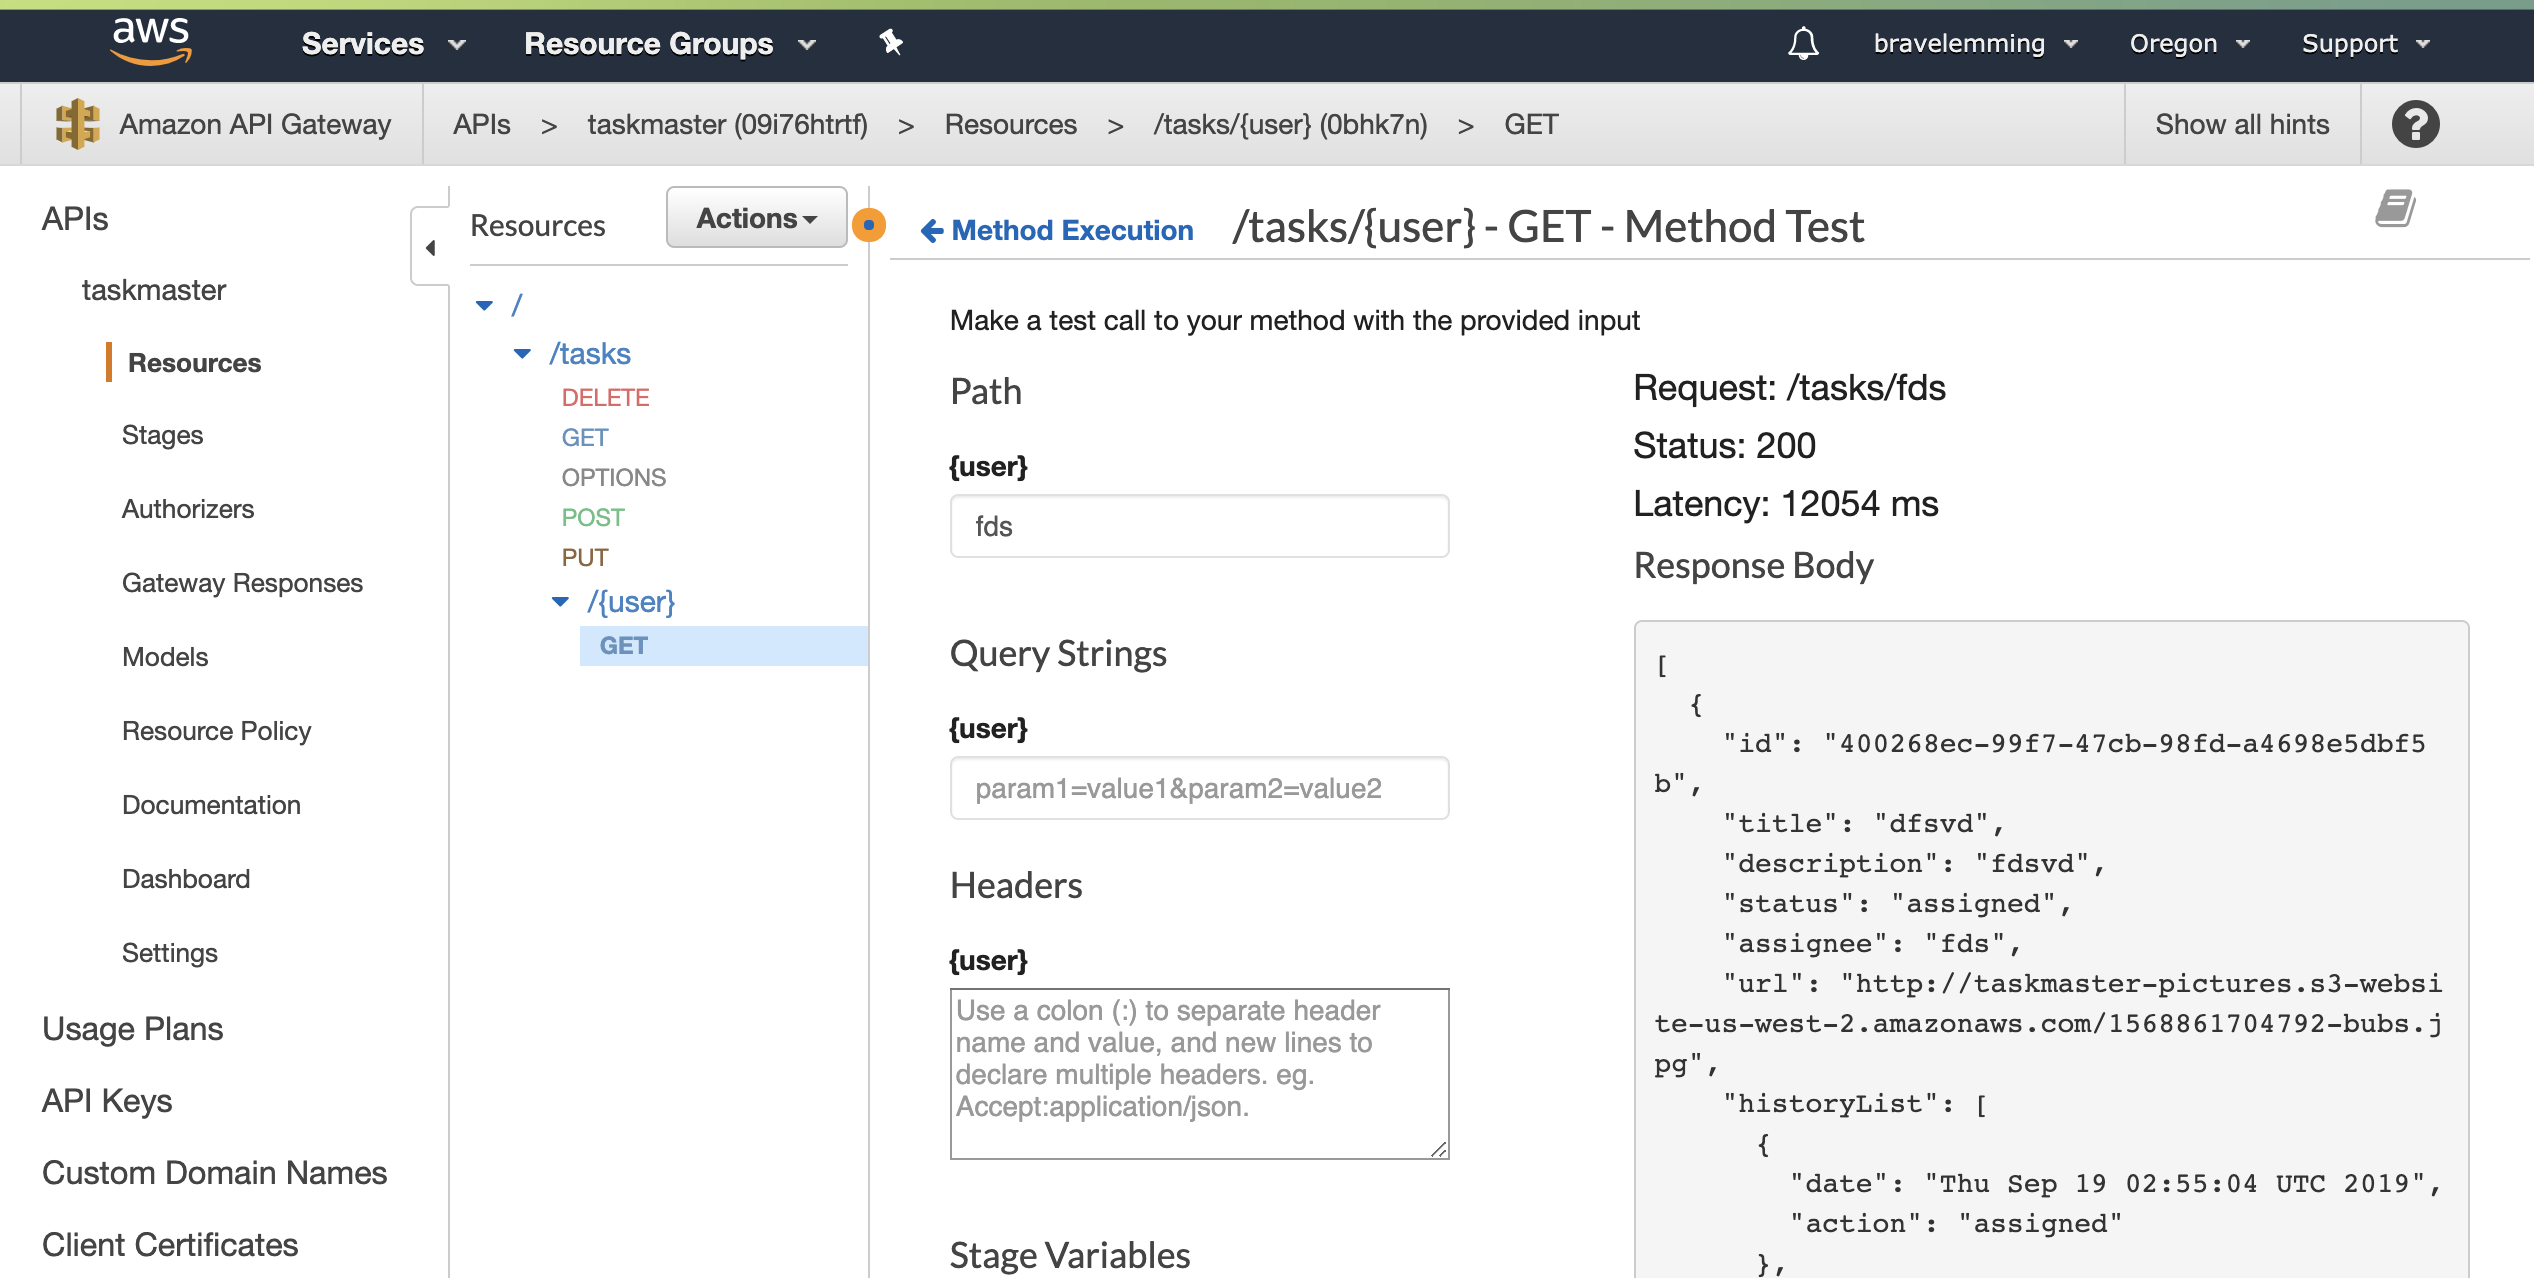 aws Services Resource Groups bravelemming Oregon Support
Amazon API Gateway APIs > taskmaster (09i76htrtf) > Resources > /tasks/{user} (0bhk7n) > GET Show all hints ?
APIs
taskmaster
Resources
Stages
Authorizers
Gateway Responses
Models
Resource Policy
Documentation
Dashboard
Settings
Usage Plans
API Keys
Custom Domain Names
Client Certificates
Resources Actions
/
/tasks
DELETE
GET
OPTIONS
POST
PUT
/{user}
GET
Method Execution /tasks/{user} - GET - Method Test
Make a test call to your method with the provided input
Path
{user}
fds
Query Strings
{user}
param1=value1&param2=value2
Headers
{user}
Use a colon (:) to separate header
name and value, and new lines to
declare multiple headers. eg.
Accept:application/json.
Stage Variables
Request: /tasks/fds
Status: 200
Latency: 12054 ms
Response Body
[
{
"id": "400268ec-99f7-47cb-98fd-a4698e5dbf5
b",
"title": "dfsvd",
"description": "fdsvd",
"status": "assigned",
"assignee": "fds",
"url": "http://taskmaster-pictures.s3-websi
te-us-west-2.amazonaws.com/1568861704792-bubs.j
pg",
"historyList": [
{
"date": "Thu Sep 19 02:55:04 UTC 2019",
"action": "assigned"
},